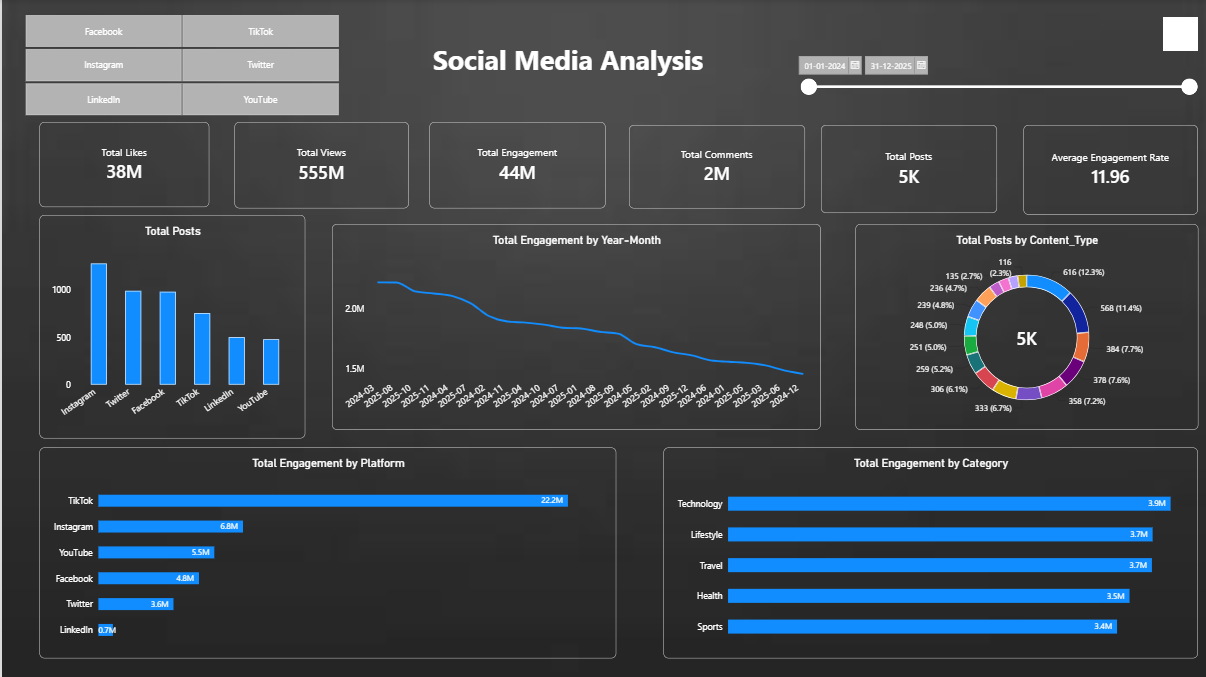 Facebook
TikTok
Instagram
Twitter
LinkedIn
YouTube
Social Media Analysis
01-01-2024
31-12-2025
Total Likes
38M
Total Views
555M
Total Engagement
44M
Total Comments
2M
Total Posts
5K
Average Engagement Rate
11.96
Total Posts
1000
500
0
Instagram
Twitter
Facebook
TikTok
LinkedIn
YouTube
Total Engagement by Year-Month
2.0M
1.5M
2024-03
2025-08
2025-10
2025-11
2024-04
2025-07
2024-02
2024-11
2025-04
2024-10
2024-07
2025-01
2024-08
2025-09
2024-05
2025-02
2024-09
2025-12
2024-06
2024-01
2025-05
2025-03
2025-06
2024-12
Total Posts by Content_Type
616 (12.3%)
568 (11.4%)
384 (7.7%)
378 (7.6%)
358 (7.2%)
333 (6.7%)
306 (6.1%)
259 (5.2%)
251 (5.0%)
248 (5.0%)
239 (4.8%)
236 (4.7%)
135 (2.7%)
116
(2.3%)
5K
Total Engagement by Platform
TikTok 22.2M
Instagram 6.8M
YouTube 5.5M
Facebook 4.8M
Twitter 3.6M
LinkedIn 0.7M
Total Engagement by Category
Technology 3.9M
Lifestyle 3.7M
Travel 3.7M
Health 3.5M
Sports 3.4M